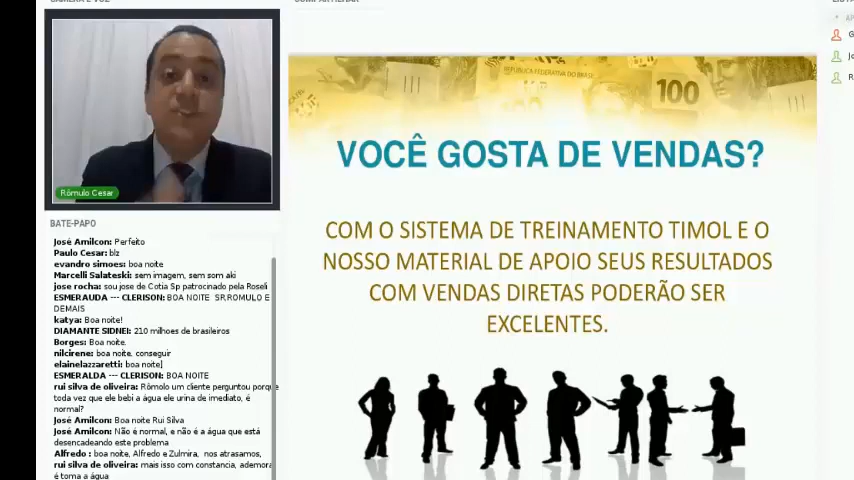 Rômulo Cesar
BATE-PAPO
José Amilcon: Perfeito
Paulo Cesar: blz
evandro simoes: boa noite
Marcelli Salateski: sem imagem, sem som aki
jose rocha: sou jose de Cotia Sp patrocinado pela Roseli
ESMERAUDA --- CLERISON: BOA NOITE SR.ROMULO E
DEMAIS
katya: Boa noite!
DIAMANTE SIDNEI: 210 milhoes de brasileiros
Borges: Boa noite.
nilcirene: boa noite, conseguir
elainelazzaretti: boa noite]
ESMERALDA --- CLERISON: BOA NOITE
rui silva de oliveira: Rômulo um cliente perguntou porque
toda vez que ele bebi a água ele urina de imediato, é
normal?
José Amilcon: Boa noite Rui Silva
José Amilcon: Não é normal, e não é a água que está
desencadeando este problema
Alfredo : boa noite, Alfredo e Zulmira, nos atrasamos,
rui silva de oliveira: mais isso com constancia, ademora
é toma a água
REPÚBLICA FEDERATIVA DO BRASIL
100
VOCÊ GOSTA DE VENDAS?
COM O SISTEMA DE TREINAMENTO TIMOL E O
NOSSO MATERIAL DE APOIO SEUS RESULTADOS
COM VENDAS DIRETAS PODERÃO SER
EXCELENTES.